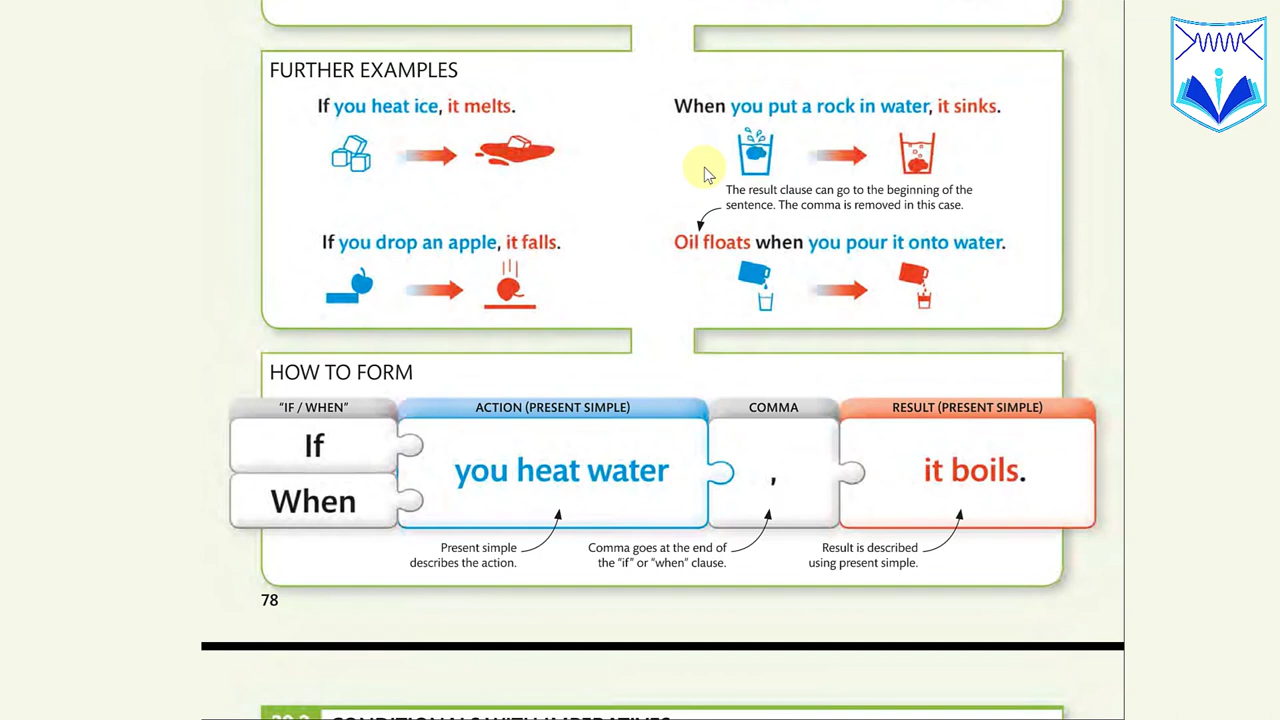 FURTHER EXAMPLES
If you heat ice, it melts.
When you put a rock in water, it sinks.
The result clause can go to the beginning of the
sentence. The comma is removed in this case.
If you drop an apple, it falls.
Oil floats when you pour it onto water.
HOW TO FORM
"IF / WHEN"
ACTION (PRESENT SIMPLE)
COMMA
RESULT (PRESENT SIMPLE)
If
When
you heat water
,
it boils.
Present simple
describes the action.
Comma goes at the end of
the "if" or "when" clause.
Result is described
using present simple.
78
CONDITIONALS WITH IMPERATIVES